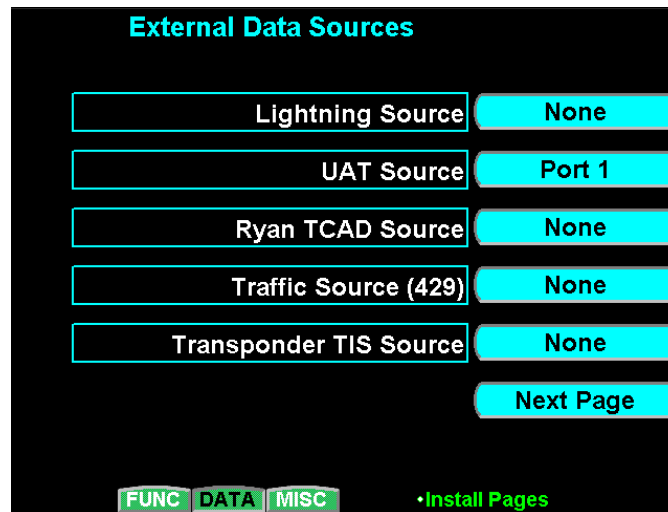 External Data Sources
Lightning Source None
UAT Source Port 1
Ryan TCAD Source None
Traffic Source (429) None
Transponder TIS Source None
Next Page
FUNC DATA MISC •Install Pages